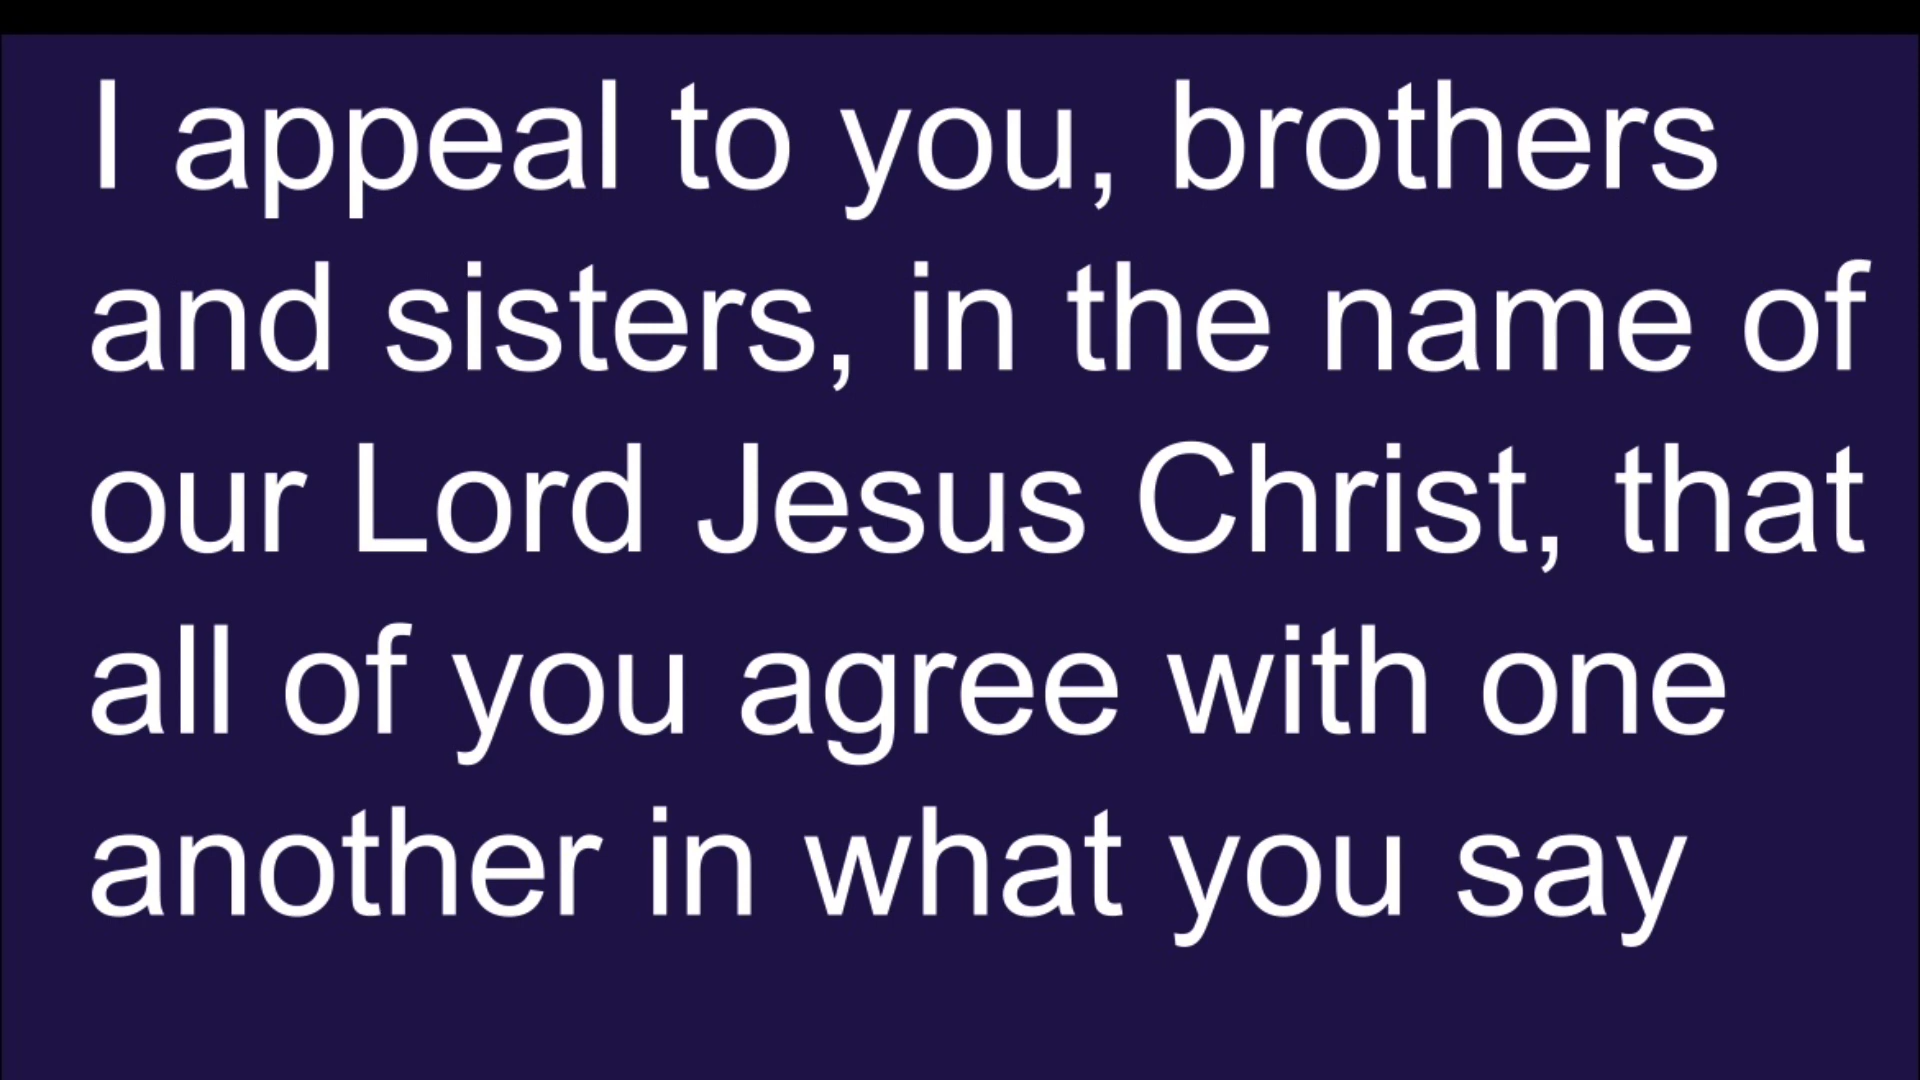 I appeal to you, brothers
and sisters, in the name of
our Lord Jesus Christ, that
all of you agree with one
another in what you say